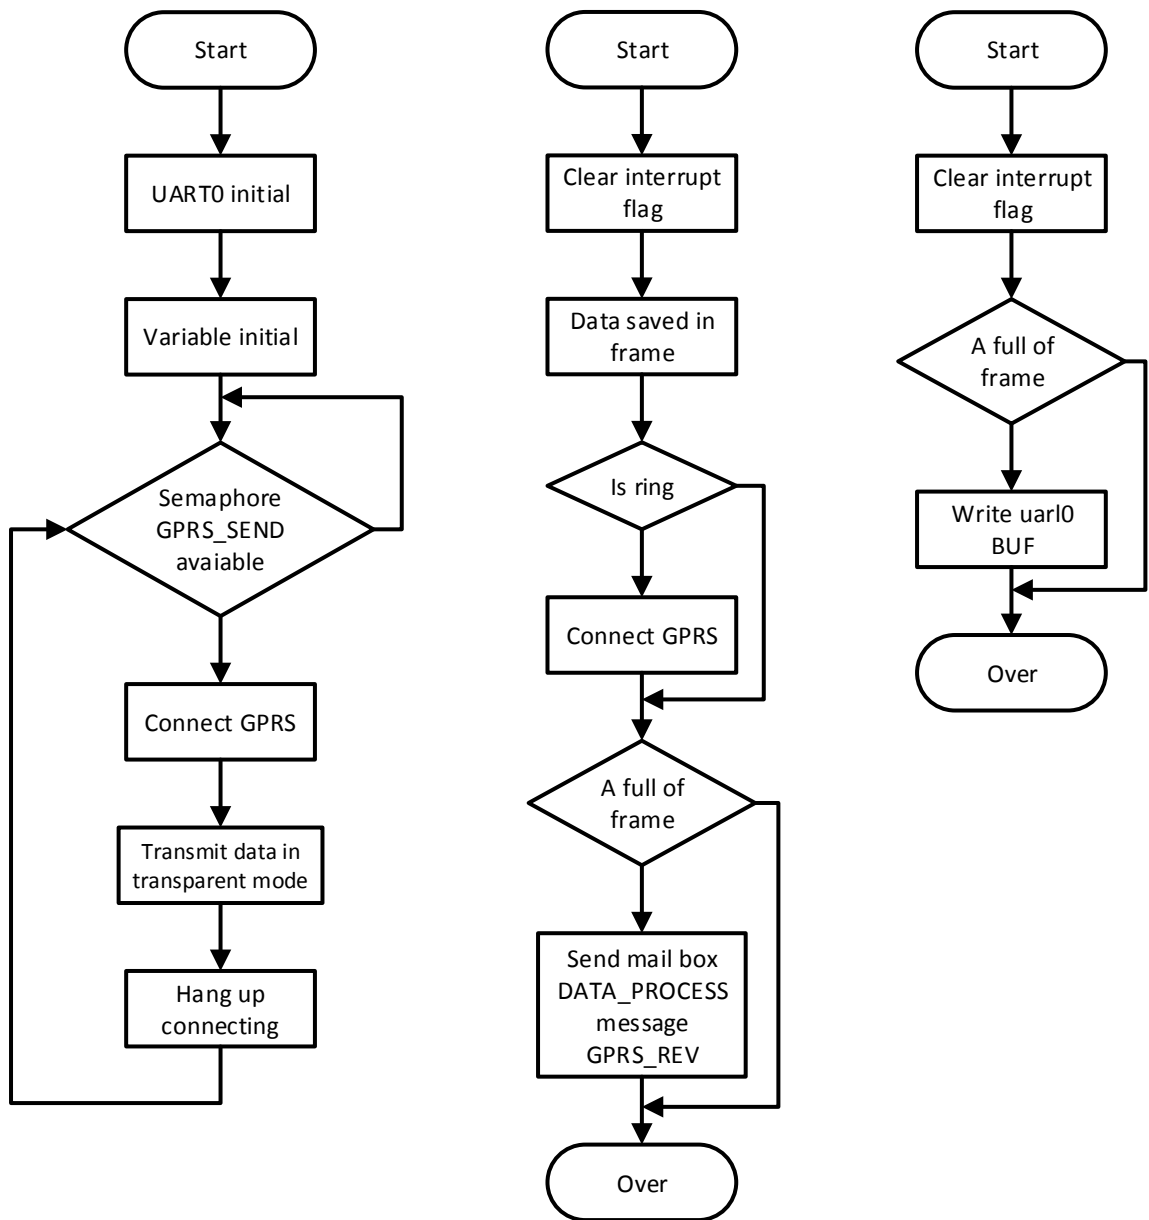 Start
UART0 initial
Variable initial
Semaphore
GPRS_SEND
avaiable
Connect GPRS
Transmit data in
transparent mode
Hang up
connecting
Start
Clear interrupt
flag
Data saved in
frame
Is ring
Connect GPRS
A full of
frame
Send mail box
DATA_PROCESS
message
GPRS_REV
Over
Start
Clear interrupt
flag
A full of
frame
Write uarl0
BUF
Over